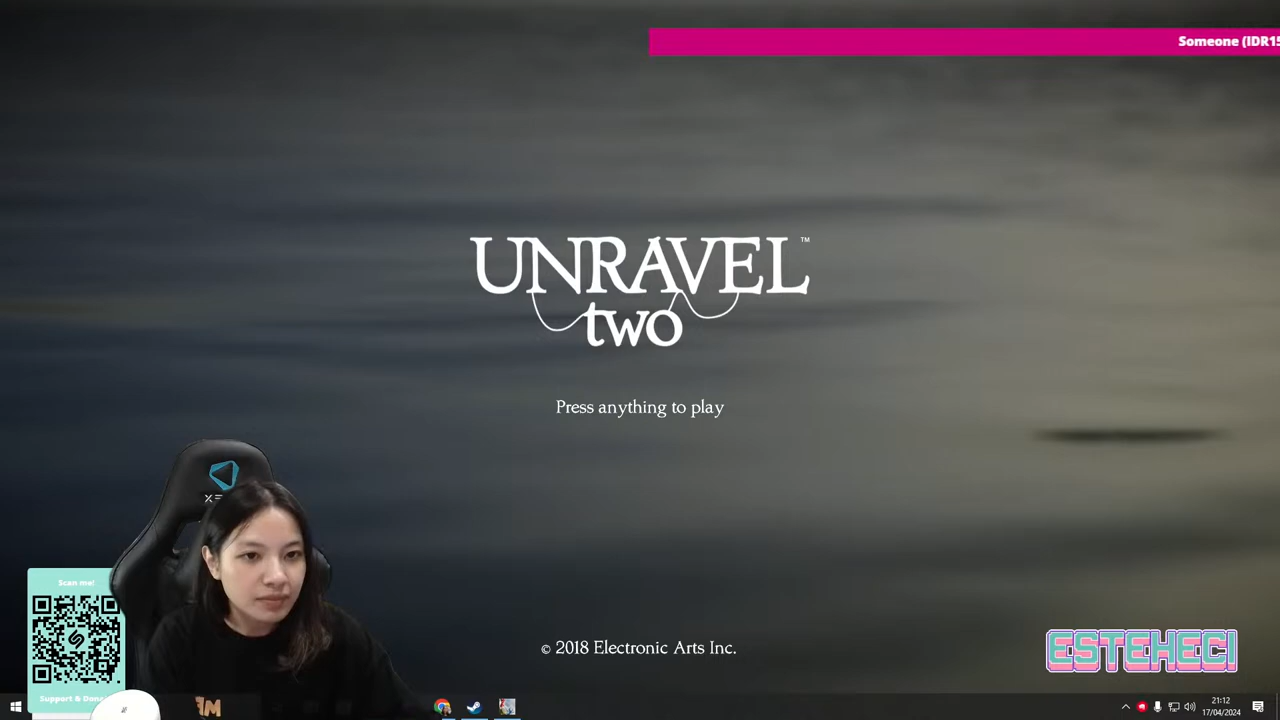 Someone (IDR15
UNRAVEL™
two
Press anything to play
Scan me!
© 2018 Electronic Arts Inc.
ESTEHECI
21:12
17/04/2024